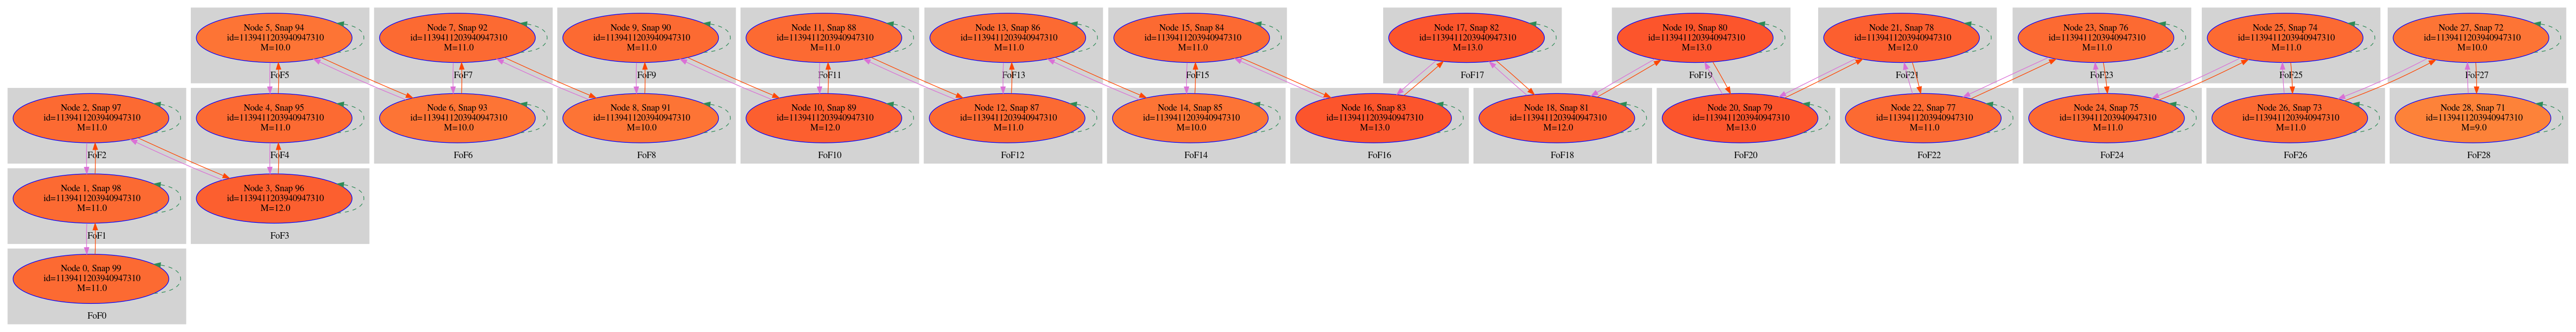 Node 5, Snap 94
id=1139411203940947310
M=10.0
FoF5
Node 7, Snap 92
id=1139411203940947310
M=11.0
FoF7
Node 9, Snap 90
id=1139411203940947310
M=11.0
FoF9
Node 11, Snap 88
id=1139411203940947310
M=11.0
FoF11
Node 13, Snap 86
id=1139411203940947310
M=11.0
FoF13
Node 15, Snap 84
id=1139411203940947310
M=11.0
FoF15
Node 17, Snap 82
id=1139411203940947310
M=13.0
FoF17
Node 19, Snap 80
id=1139411203940947310
M=13.0
FoF19
Node 21, Snap 78
id=1139411203940947310
M=12.0
FoF21
Node 23, Snap 76
id=1139411203940947310
M=11.0
FoF23
Node 25, Snap 74
id=1139411203940947310
M=11.0
FoF25
Node 27, Snap 72
id=1139411203940947310
M=10.0
FoF27
Node 2, Snap 97
id=1139411203940947310
M=11.0
FoF2
Node 4, Snap 95
id=1139411203940947310
M=11.0
FoF4
Node 6, Snap 93
id=1139411203940947310
M=10.0
FoF6
Node 8, Snap 91
id=1139411203940947310
M=10.0
FoF8
Node 10, Snap 89
id=1139411203940947310
M=12.0
FoF10
Node 12, Snap 87
id=1139411203940947310
M=11.0
FoF12
Node 14, Snap 85
id=1139411203940947310
M=10.0
FoF14
Node 16, Snap 83
id=1139411203940947310
M=13.0
FoF16
Node 18, Snap 81
id=1139411203940947310
M=12.0
FoF18
Node 20, Snap 79
id=1139411203940947310
M=13.0
FoF20
Node 22, Snap 77
id=1139411203940947310
M=11.0
FoF22
Node 24, Snap 75
id=1139411203940947310
M=11.0
FoF24
Node 26, Snap 73
id=1139411203940947310
M=11.0
FoF26
Node 28, Snap 71
id=1139411203940947310
M=9.0
FoF28
Node 1, Snap 98
id=1139411203940947310
M=11.0
FoF1
Node 3, Snap 96
id=1139411203940947310
M=12.0
FoF3
Node 0, Snap 99
id=1139411203940947310
M=11.0
FoF0